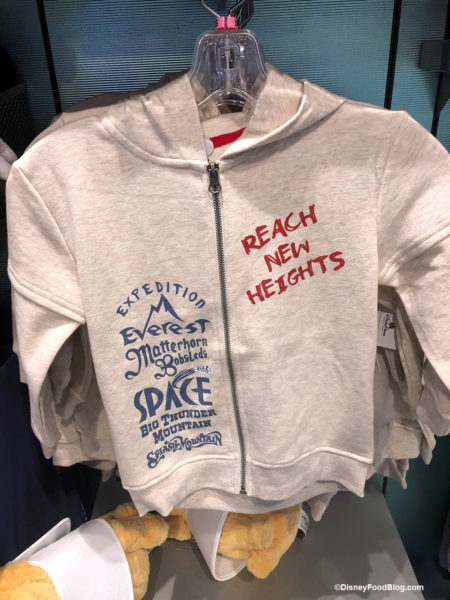 REACH
NEW
HEIGHTS
EXPEDITION
EVEREST
Matterhorn
Bobsleds
SPACE
BIG THUNDER
MOUNTAIN
SPLASH MOUNTAIN
©DisneyFoodBlog.com